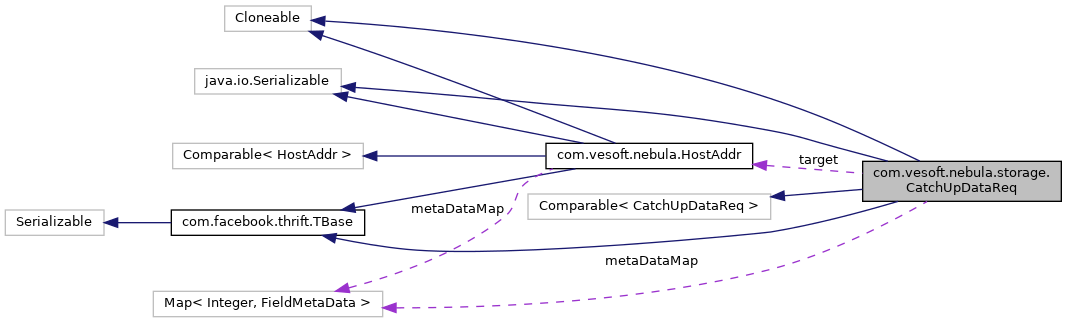 Cloneable
java.io.Serializable
Comparable< HostAddr >
com.vesoft.nebula.HostAddr
target
com.vesoft.nebula.storage.
CatchUpDataReq
Comparable< CatchUpDataReq >
metaDataMap
Serializable
com.facebook.thrift.TBase
metaDataMap
Map< Integer, FieldMetaData >